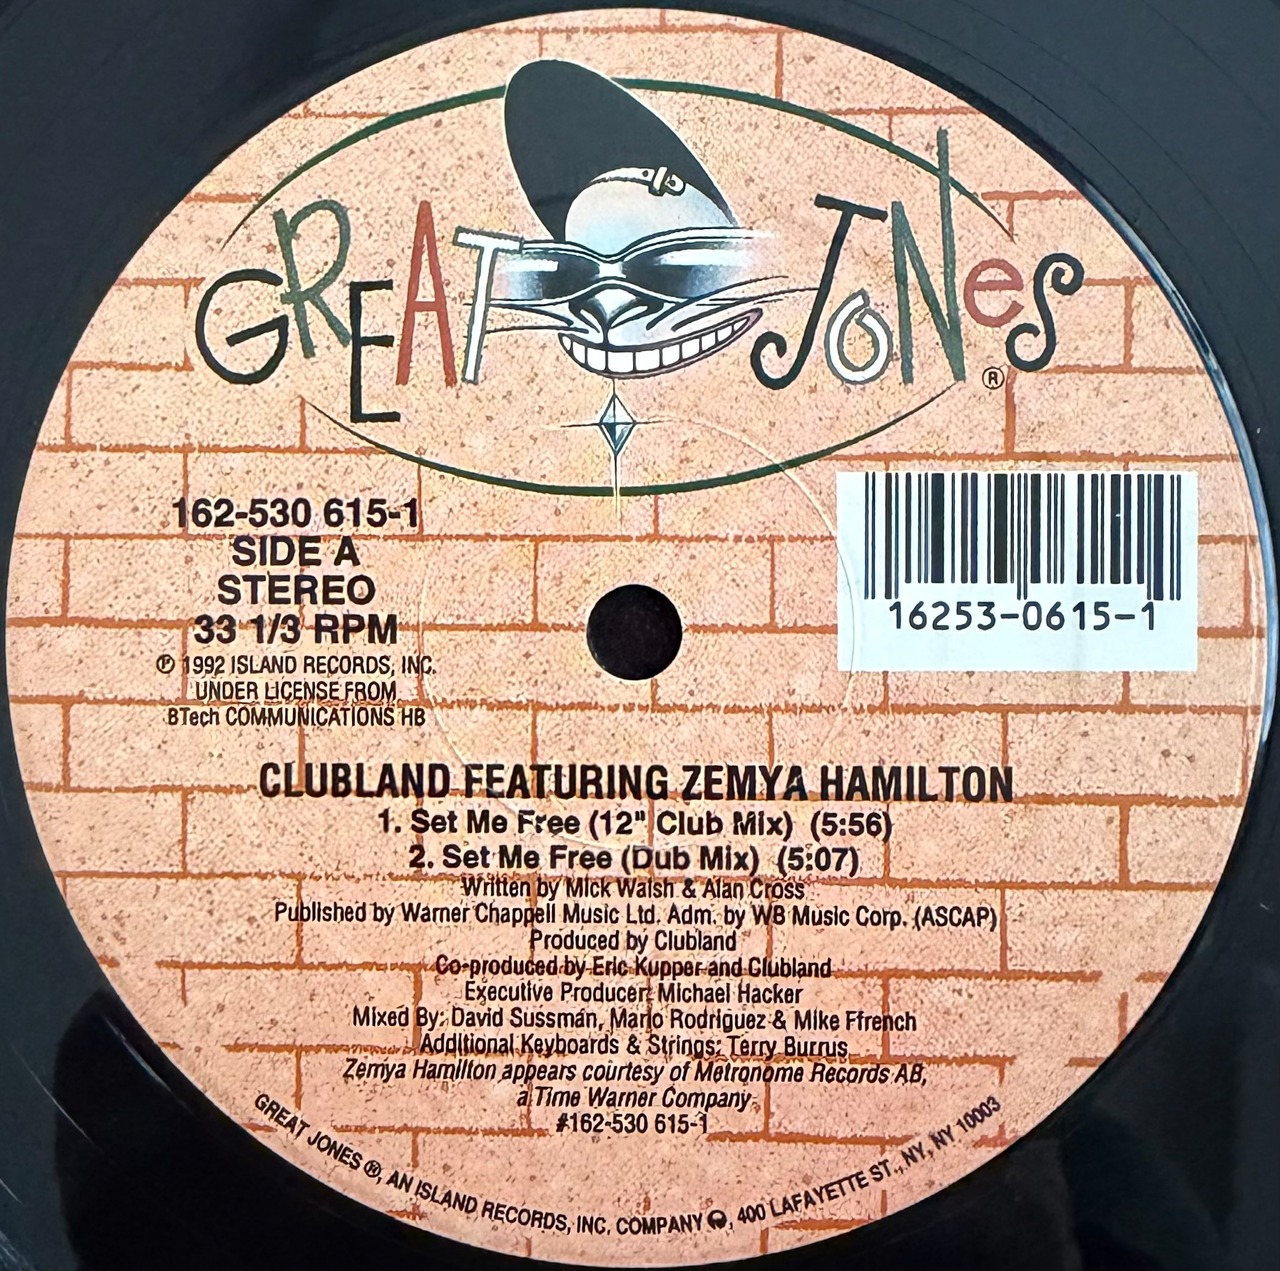 GREAT JONES ®
162-530 615-1
SIDE A
STEREO
33 1/3 RPM
℗ 1992 ISLAND RECORDS, INC.
UNDER LICENSE FROM
BTech COMMUNICATIONS HB
16253-0615-1
CLUBLAND FEATURING ZEMYA HAMILTON
1. Set Me Free (12" Club Mix) (5:56)
2. Set Me Free (Dub Mix) (5:07)
Written by Mick Walsh & Alan Cross
Published by Warner Chappell Music Ltd. Adm. by WB Music Corp. (ASCAP)
Produced by Clubland
Co-produced by Eric Kupper and Clubland
Executive Producer: Michael Hacker
Mixed By: David Sussman, Mario Rodriguez & Mike Ffrench
Additional Keyboards & Strings: Terry Burrus
Zemya Hamilton appears courtesy of Metronome Records AB,
a Time Warner Company
#162-530 615-1
GREAT JONES ®, AN ISLAND RECORDS, INC. COMPANY, 400 LAFAYETTE ST., NY, NY 10003